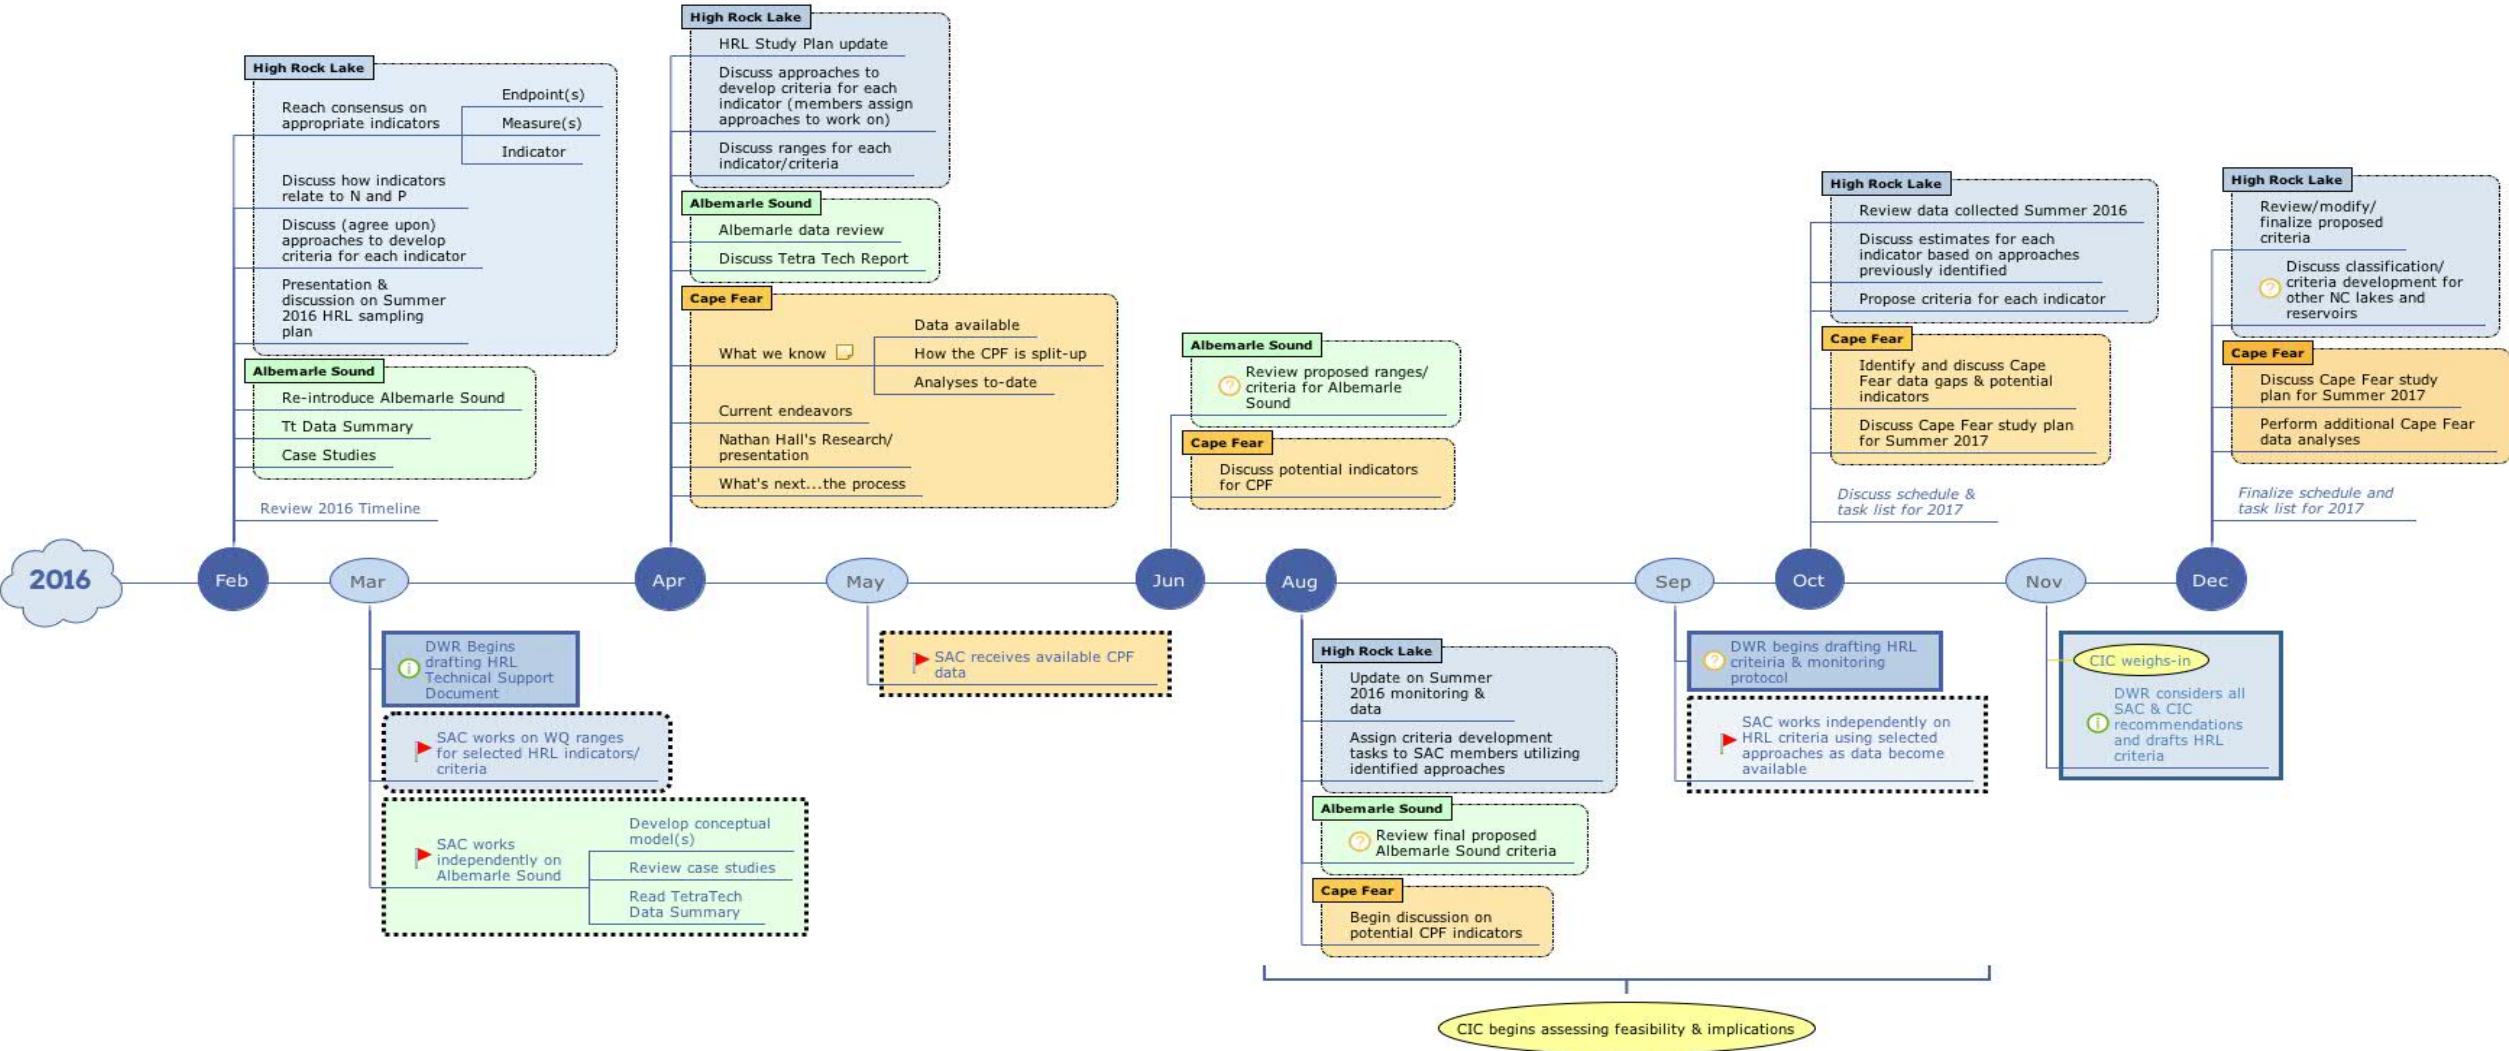 High Rock Lake
Reach consensus on
appropriate indicators
Endpoint(s)
Measure(s)
Indicator
Discuss how indicators
relate to N and P
Discuss (agree upon)
approaches to develop
criteria for each indicator
Presentation &
discussion on Summer
2016 HRL sampling
plan
Albemarle Sound
Re-introduce Albemarle Sound
Tt Data Summary
Case Studies
Review 2016 Timeline
High Rock Lake
HRL Study Plan update
Discuss approaches to
develop criteria for each
indicator (members assign
approaches to work on)
Discuss ranges for each
indicator/criteria
Albemarle Sound
Albemarle data review
Discuss Tetra Tech Report
Cape Fear
What we know
Data available
How the CPF is split-up
Analyses to-date
Current endeavors
Nathan Hall's Research/
presentation
What's next...the process
Albemarle Sound
Review proposed ranges/
criteria for Albemarle
Sound
Cape Fear
Discuss potential indicators
for CPF
High Rock Lake
Review data collected Summer 2016
Discuss estimates for each
indicator based on approaches
previously identified
Propose criteria for each indicator
Cape Fear
Identify and discuss Cape
Fear data gaps & potential
indicators
Discuss Cape Fear study plan
for Summer 2017
Discuss schedule &
task list for 2017
High Rock Lake
Review/modify/
finalize proposed
criteria
Discuss classification/
criteria development for
other NC lakes and
reservoirs
Cape Fear
Discuss Cape Fear study
plan for Summer 2017
Perform additional Cape Fear
data analyses
Finalize schedule and
task list for 2017
2016
Feb
Mar
Apr
May
Jun
Aug
Sep
Oct
Nov
Dec
DWR Begins
drafting HRL
Technical Support
Document
SAC works on WQ ranges
for selected HRL indicators/
criteria
SAC works
independently on
Albemarle Sound
Develop conceptual
model(s)
Review case studies
Read TetraTech
Data Summary
SAC receives available CPF
data
High Rock Lake
Update on Summer
2016 monitoring &
data
Assign criteria development
tasks to SAC members utilizing
identified approaches
Albemarle Sound
Review final proposed
Albemarle Sound criteria
Cape Fear
Begin discussion on
potential CPF indicators
DWR begins drafting HRL
criteiria & monitoring
protocol
SAC works independently on
HRL criteria using selected
approaches as data become
available
CIC weighs-in
DWR considers all
SAC & CIC
recommendations
and drafts HRL
criteria
CIC begins assessing feasibility & implications